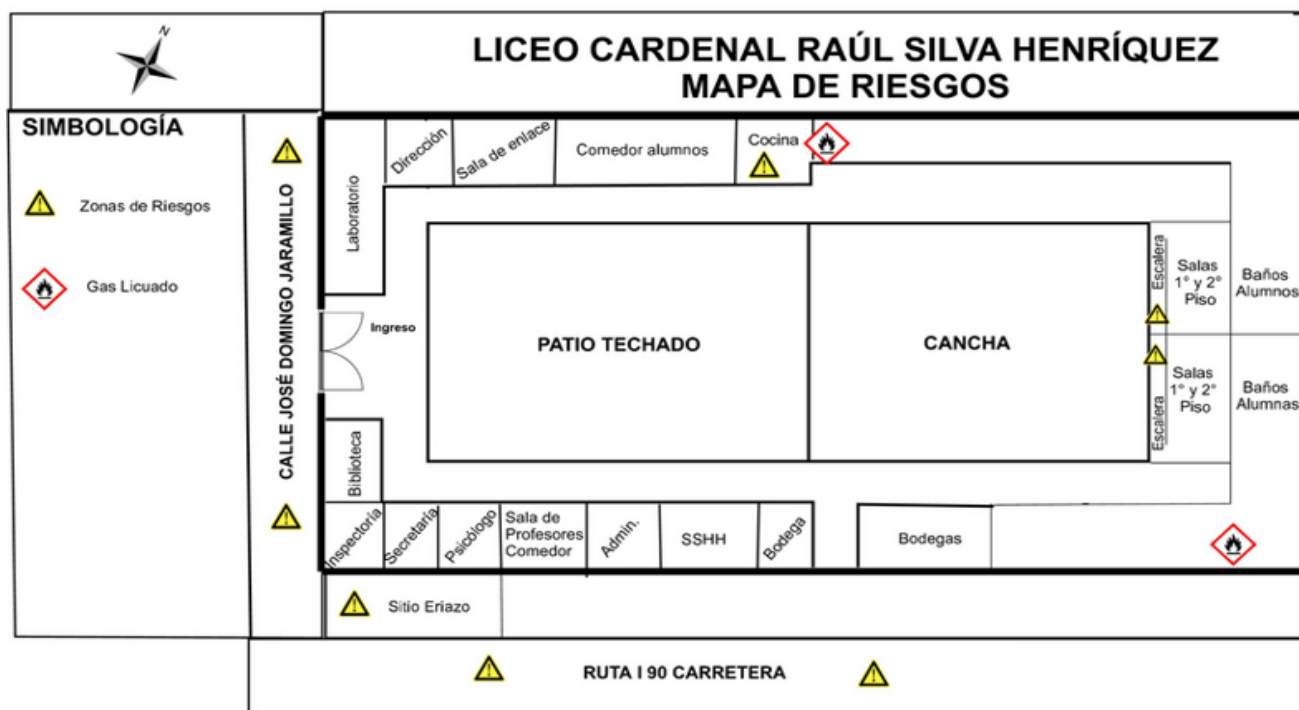 N
LICEO CARDENAL RAÚL SILVA HENRÍQUEZ
MAPA DE RIESGOS
SIMBOLOGÍA
Zonas de Riesgos
Gas Licuado
CALLE JOSÉ DOMINGO JARAMILLO
Laboratorio
Dirección
Sala de enlace
Comedor alumnos
Cocina
Ingreso
PATIO TECHADO
CANCHA
Escalera
Salas
1° y 2°
Piso
Baños
Alumnos
Escalera
Salas
1° y 2°
Piso
Baños
Alumnas
Biblioteca
Inspectoría
Secretaría
Psicólogo
Sala de
Profesores
Comedor
Admin.
SSHH
Bodega
Bodegas
Sitio Eriazo
RUTA I 90 CARRETERA